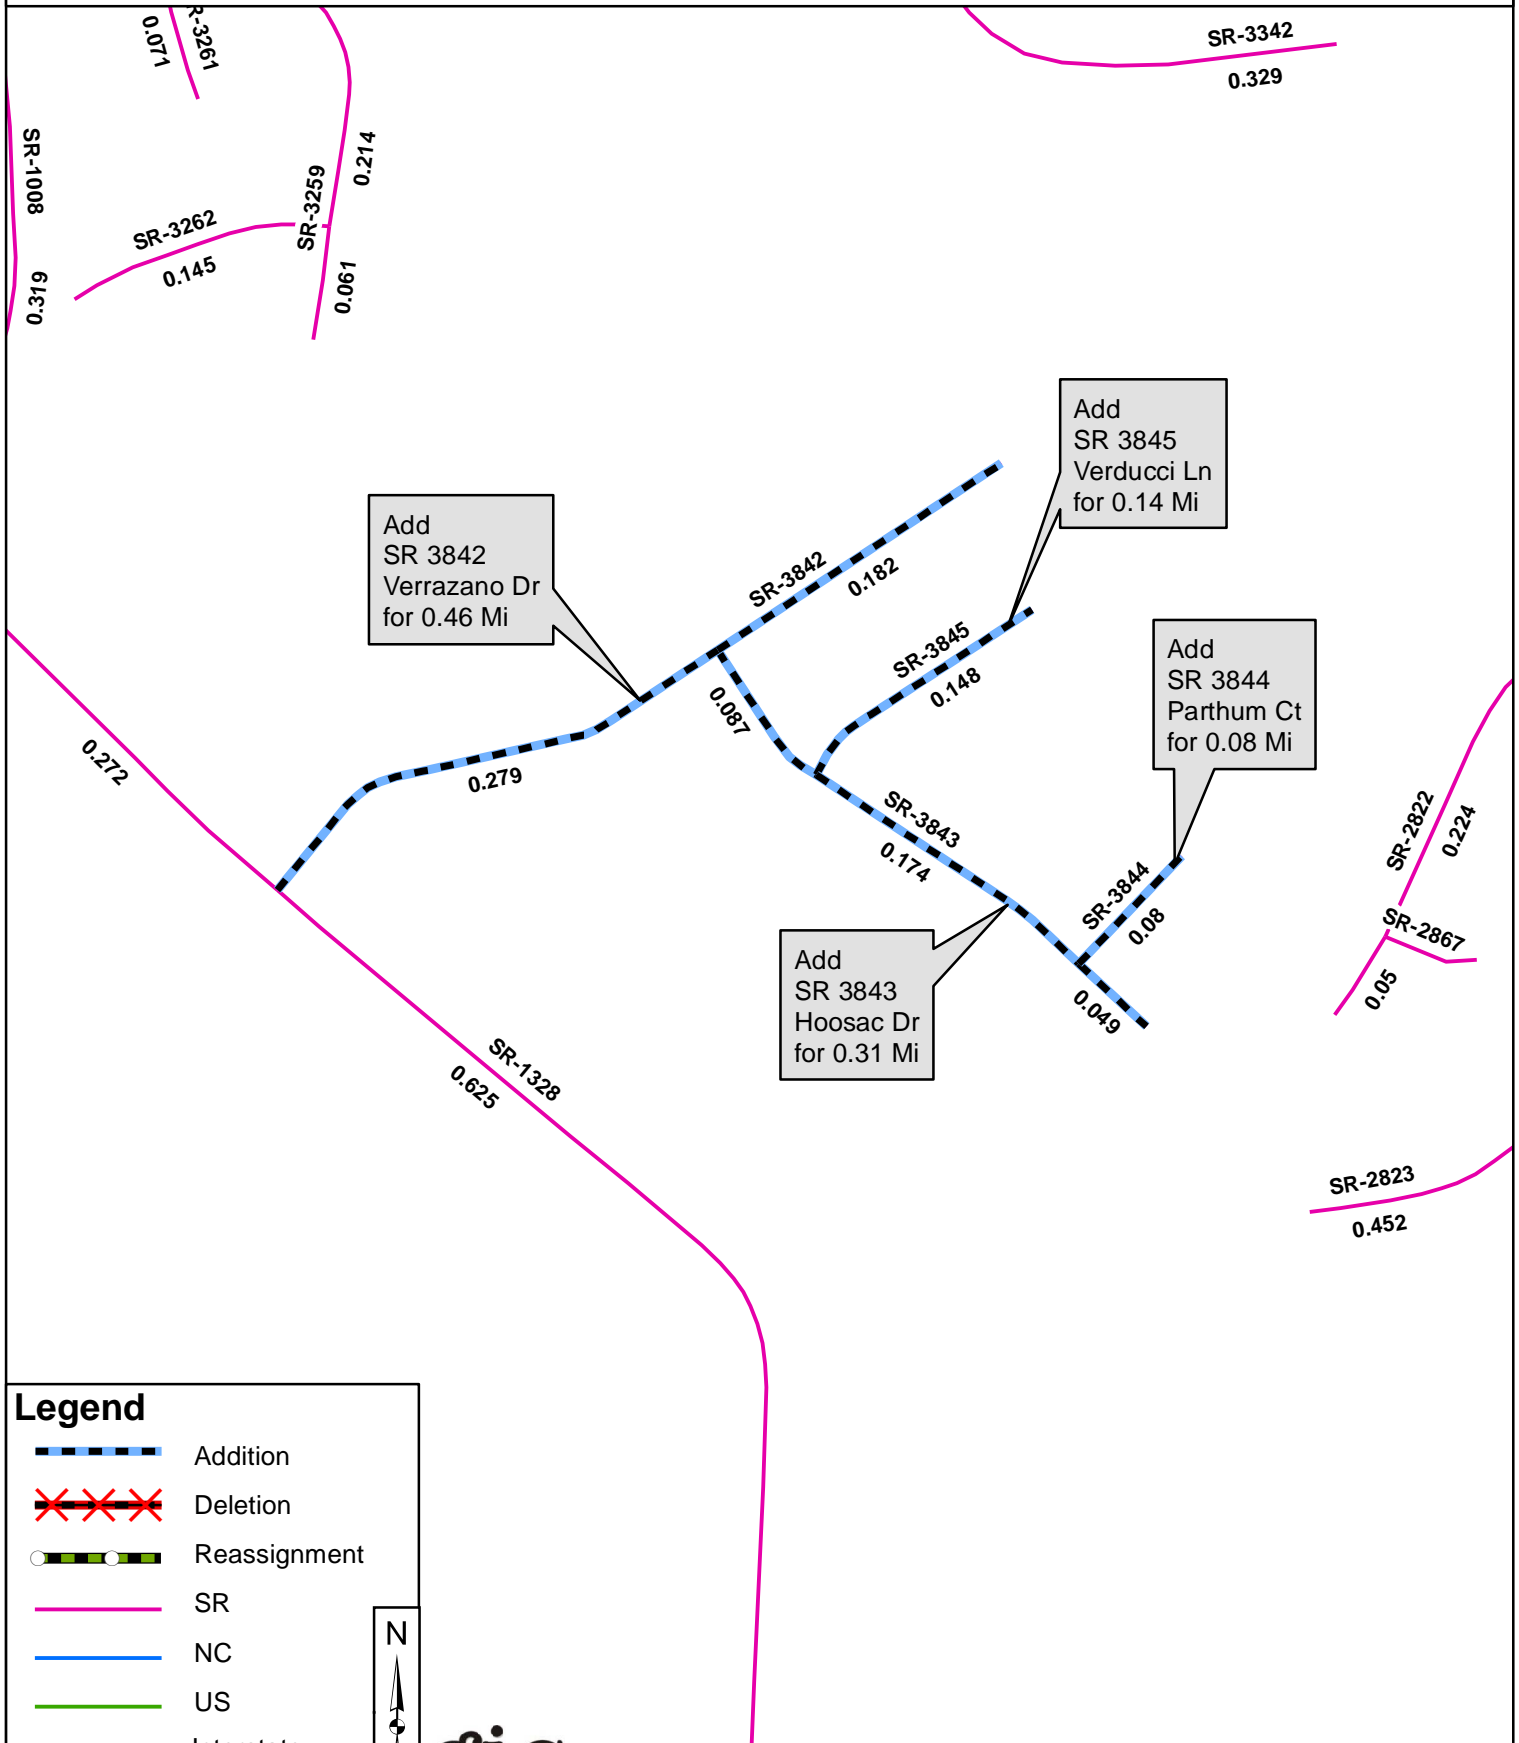 0.071
R-3261
SR-3342
0.329
SR-1008
0.319
SR-3262
0.145
SR-3259
0.214
0.061
Add
SR 3845
Verducci Ln
for 0.14 Mi
Add
SR 3842
Verrazano Dr
for 0.46 Mi
SR-3842
0.182
SR-3845
0.148
Add
SR 3844
Parthum Ct
for 0.08 Mi
0.087
0.272
0.279
SR-3843
0.174
SR-2822
0.224
SR-3844
0.08
SR-2867
0.05
Add
SR 3843
Hoosac Dr
for 0.31 Mi
0.049
SR-1328
0.625
SR-2823
0.452
Legend
Addition
Deletion
Reassignment
SR
NC
US
N